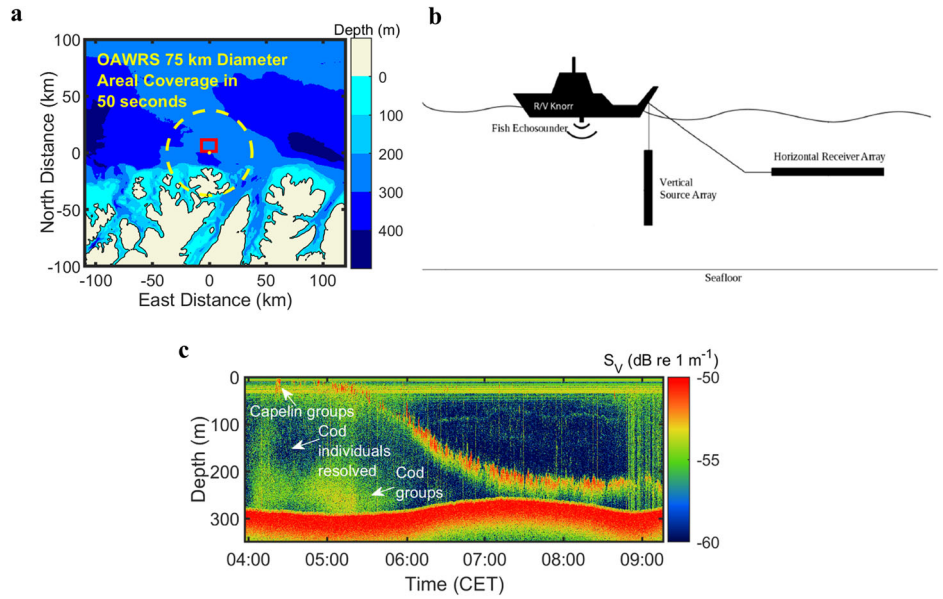 a
Depth (m)
OAWRS 75 km Diameter
Areal Coverage in
50 seconds
100
50
0
-50
-100
North Distance (km)
-100
-50
0
50
100
East Distance (km)
0
100
200
300
400
b
R/V Knorr
Fish Echosounder
Horizontal Receiver Array
Vertical
Source Array
Seafloor
c
S_V (dB re 1 m⁻¹)
0
100
200
300
Depth (m)
Capelin groups
Cod
individuals
resolved
Cod
groups
04:00
05:00
06:00
07:00
08:00
09:00
Time (CET)
-50
-55
-60